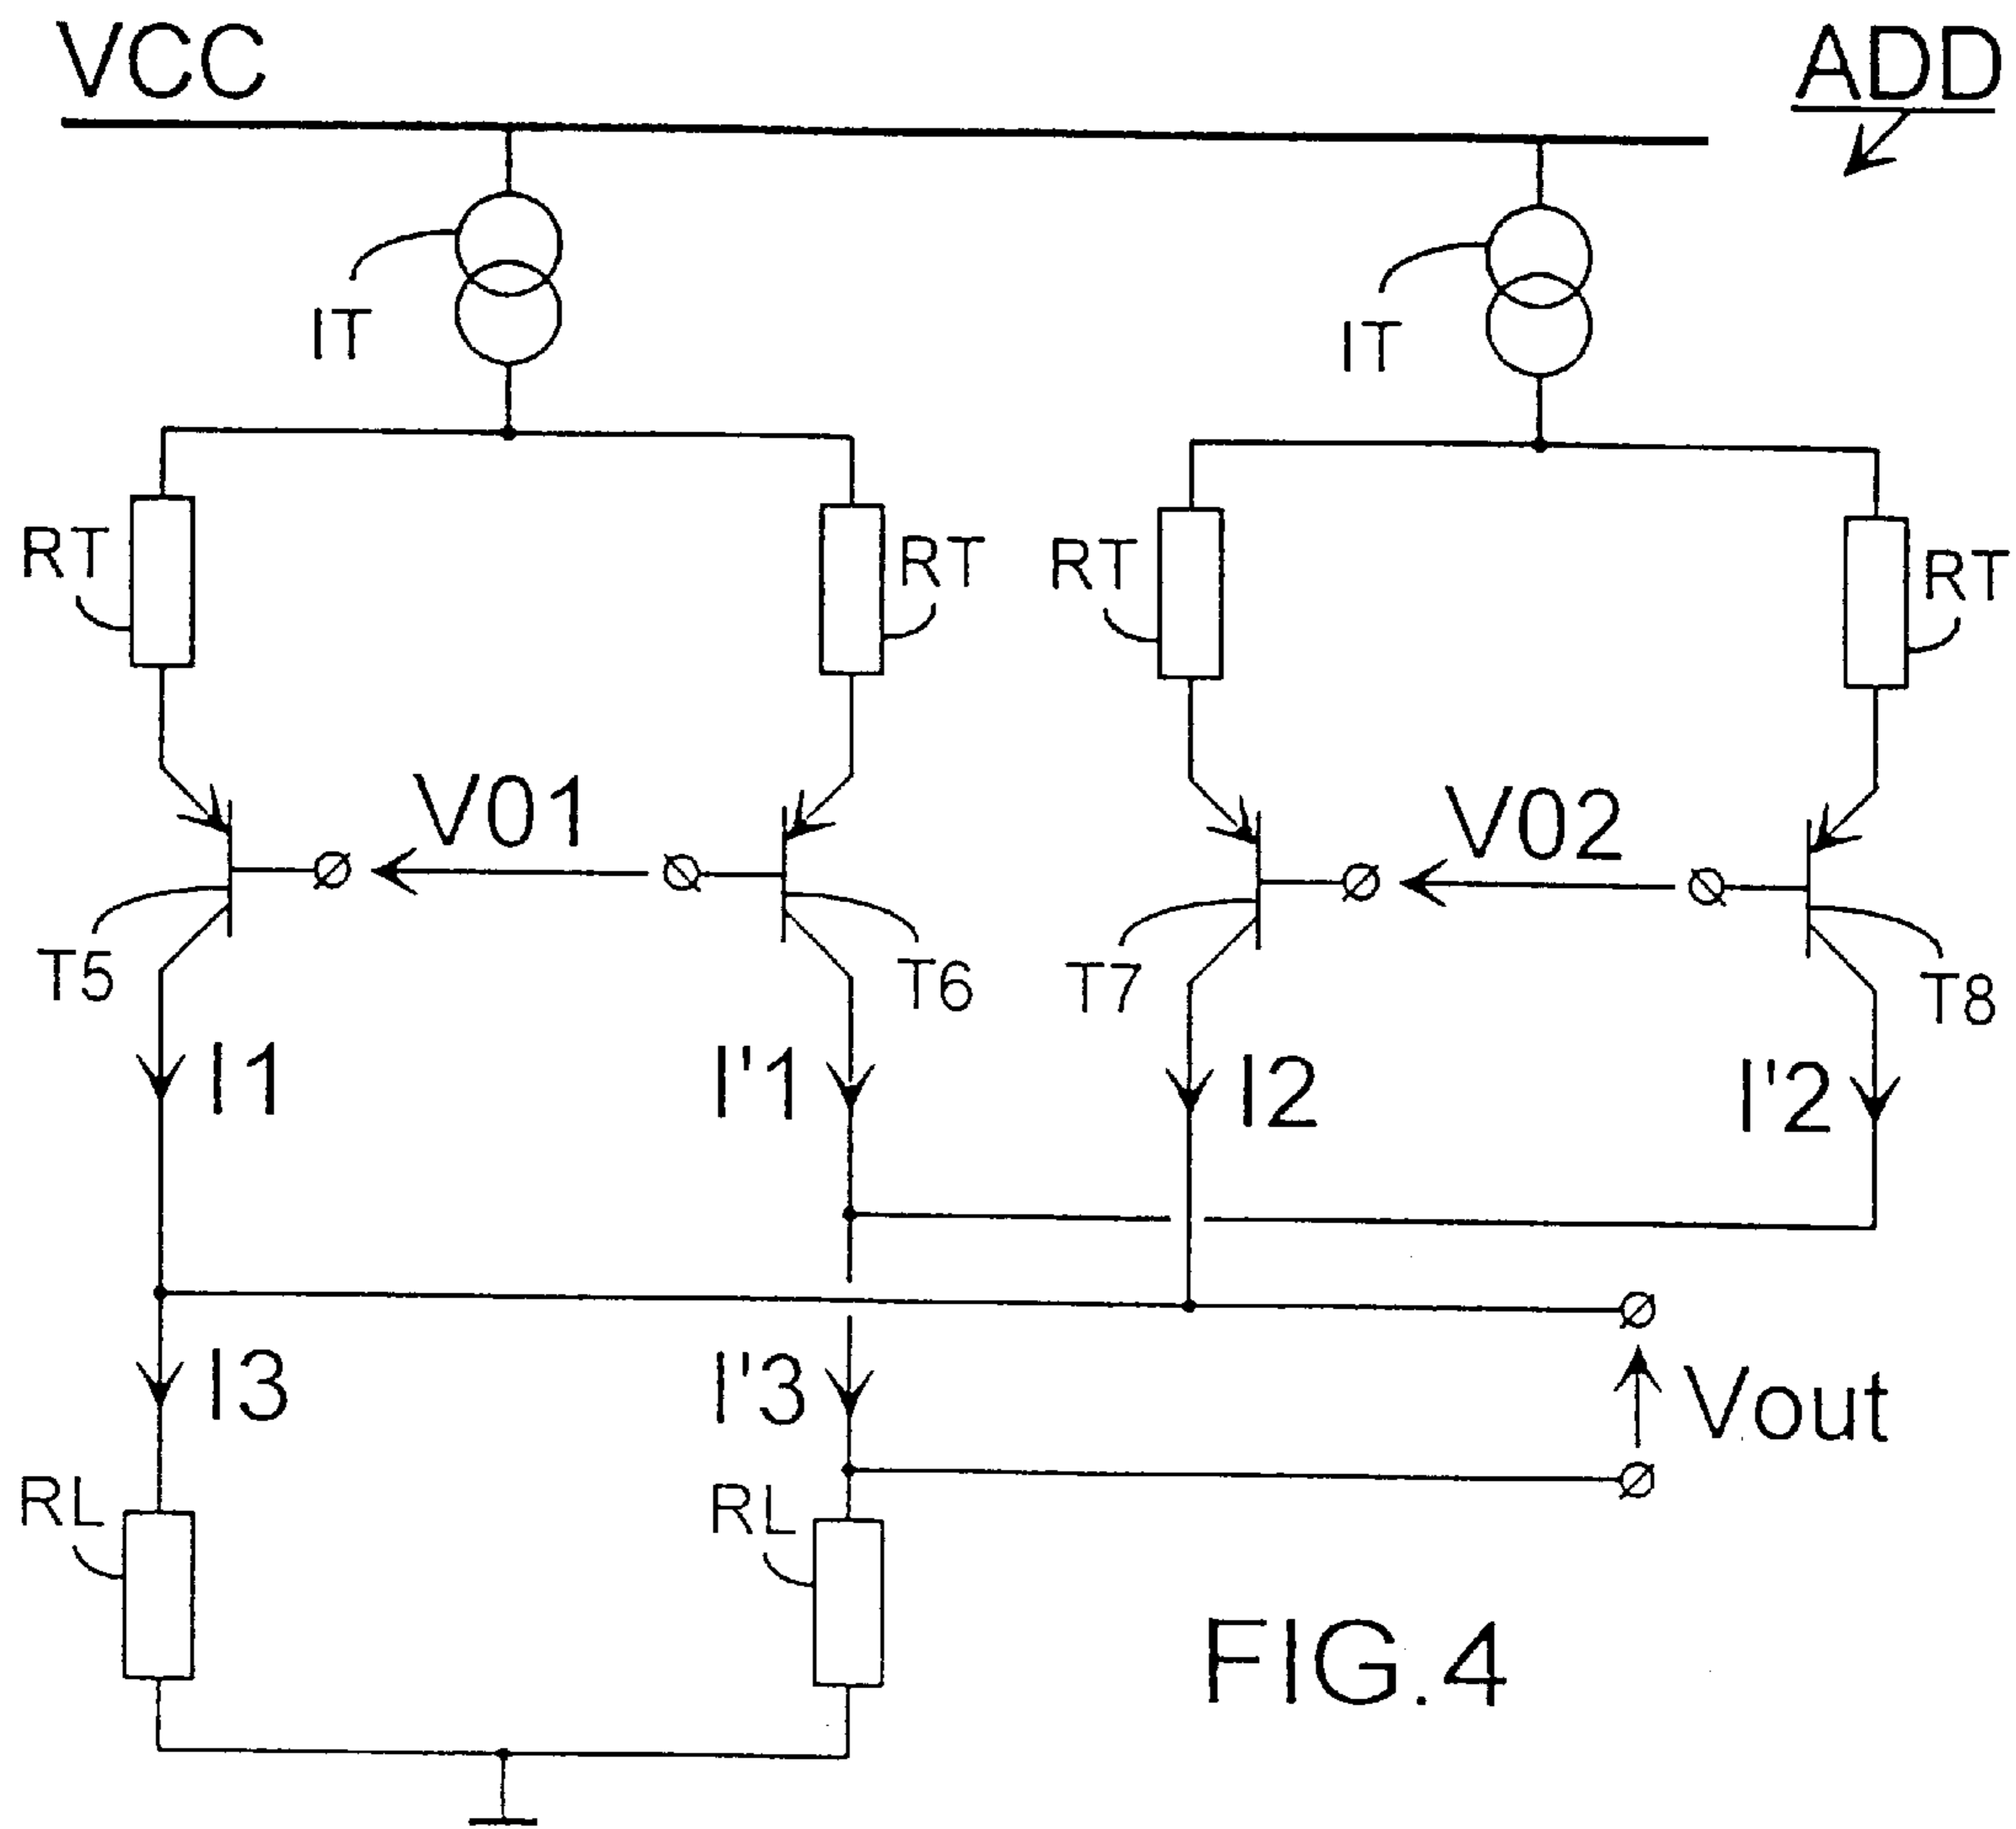 VCC
ADD
IT
IT
RT
RT
RT
RT
V01
V02
T5
T6
T7
T8
I1
I'1
I2
I'2
I3
I'3
Vout
RL
RL
FIG.4